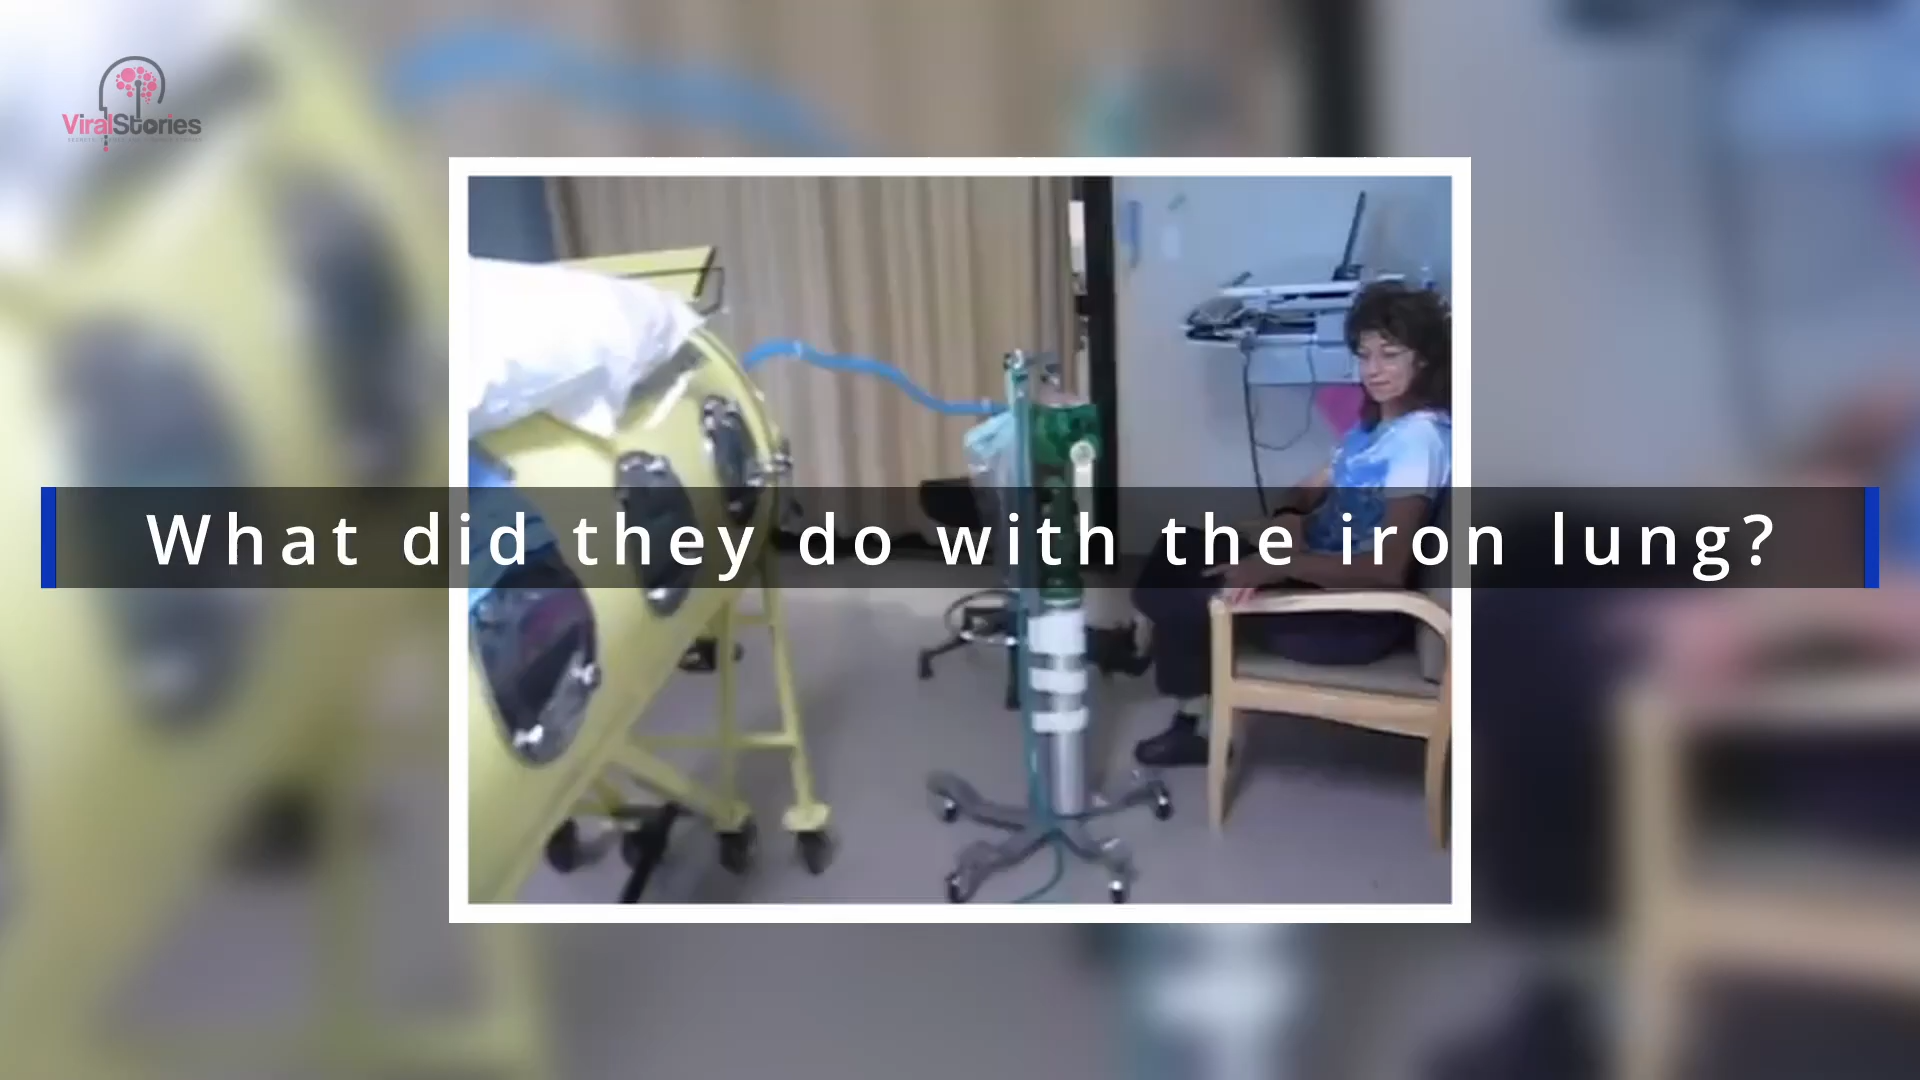 ViralStories
What did they do with the iron lung?